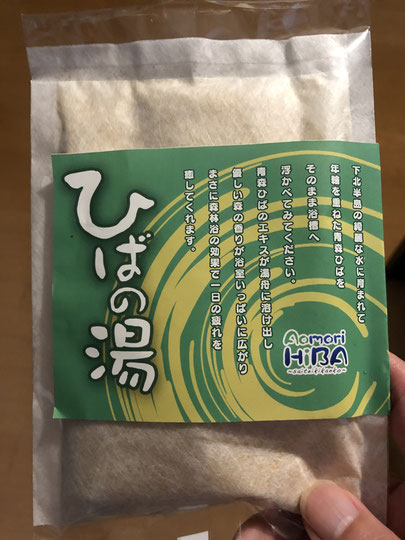 ひばの湯
下北半島の綺麗な水に育まれて
年輪を重ねた青森ひばを
そのまま浴槽へ
浮かべてみてください。
青森ひばのエキスが湯舟に溶け出し
優しい森の香りが浴室いっぱいに広がり
まさに森林浴の効果で一日の疲れを
癒してくれます。
Aomori
HiBA